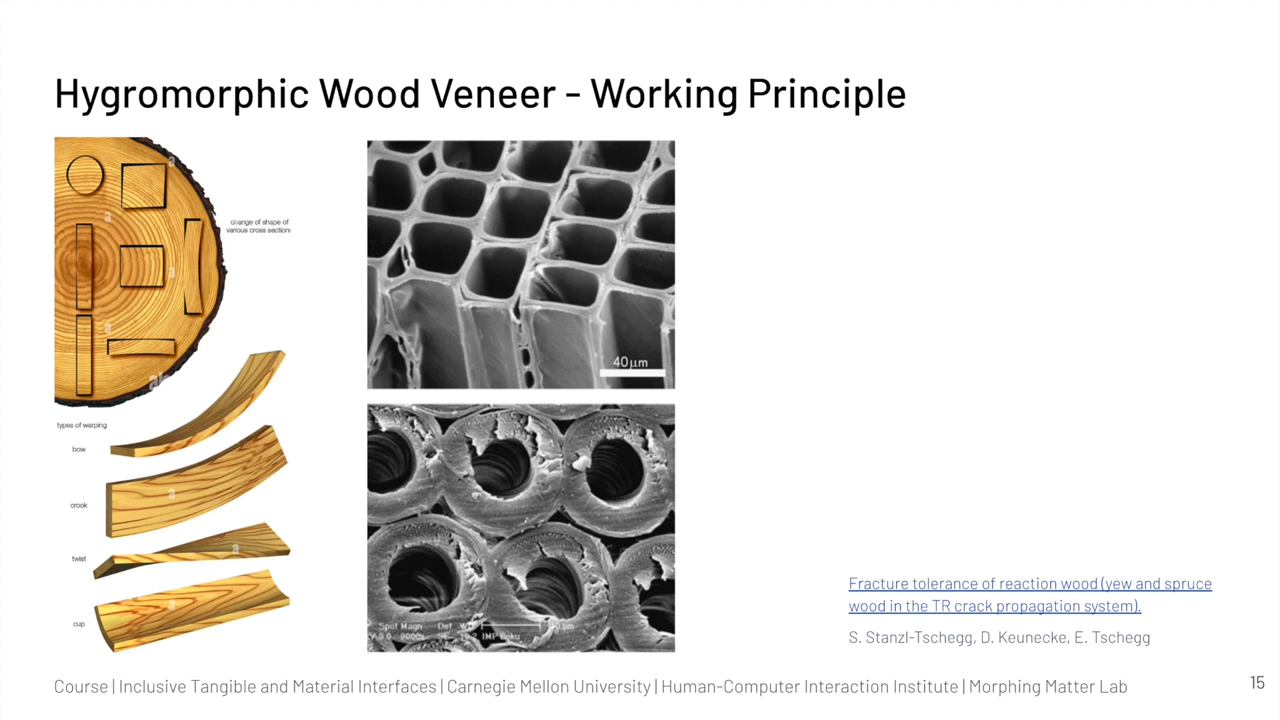 Hygromorphic Wood Veneer - Working Principle
change of shape of
various cross sections
types of warping
bow
crook
twist
cup
a
a
a
a
a
a
a
40µm
Spot Magn Det WD
2000x SE 10.2 IMP Boku
Fracture tolerance of reaction wood (yew and spruce
wood in the TR crack propagation system).
S. Stanzl-Tschegg, D. Keunecke, E. Tschegg
Course | Inclusive Tangible and Material Interfaces | Carnegie Mellon University | Human-Computer Interaction Institute | Morphing Matter Lab
15